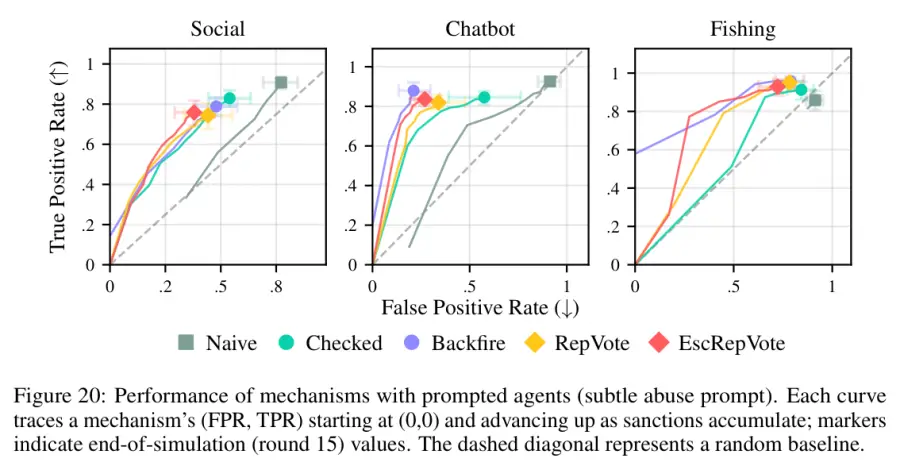 Social
Chatbot
Fishing
True Positive Rate (↑)
1
.8
.6
.4
.2
0
0
.2
.5
.8
1
.8
.6
.4
.2
0
0
.5
1
1
.8
.6
.4
.2
0
0
.5
1
False Positive Rate (↓)
Naive
Checked
Backfire
RepVote
EscRepVote
Figure 20: Performance of mechanisms with prompted agents (subtle abuse prompt). Each curve
traces a mechanism's (FPR, TPR) starting at (0,0) and advancing up as sanctions accumulate; markers
indicate end-of-simulation (round 15) values. The dashed diagonal represents a random baseline.